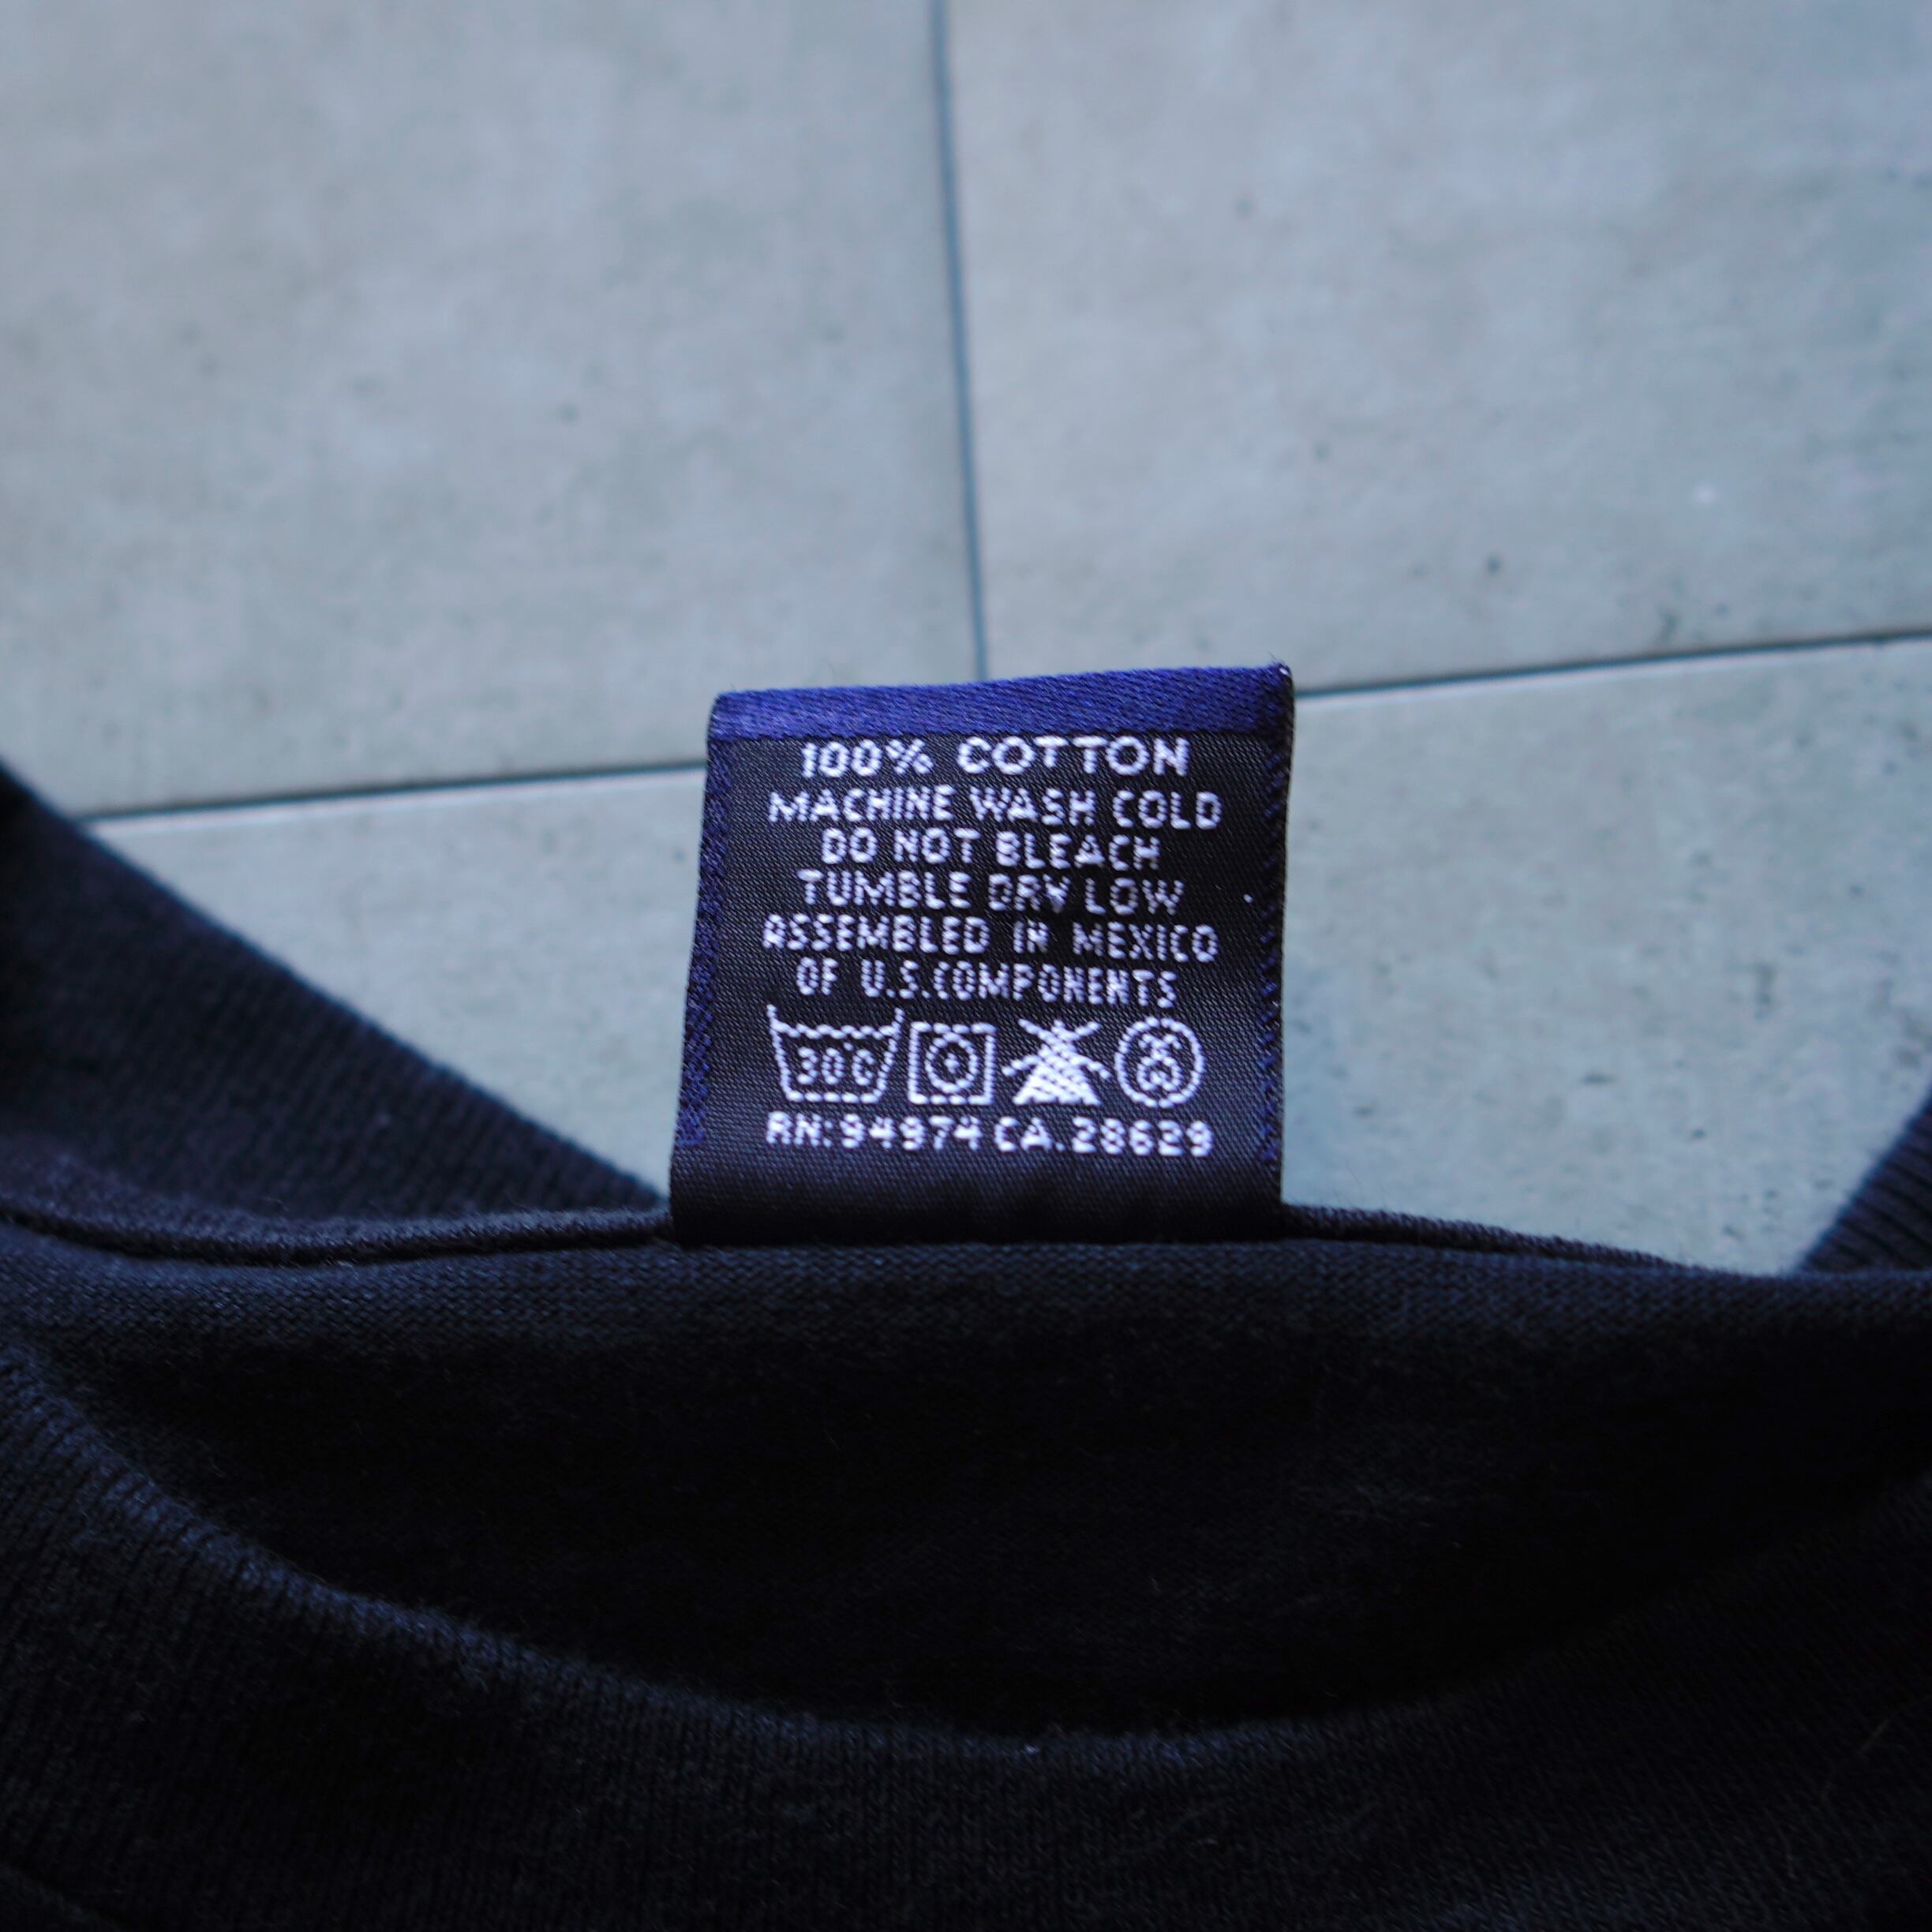 100% COTTON
MACHINE WASH COLD
DO NOT BLEACH
TUMBLE DRY LOW
ASSEMBLED IN MEXICO
OF U.S.COMPONENTS
30C
RN:94974 CA.28629